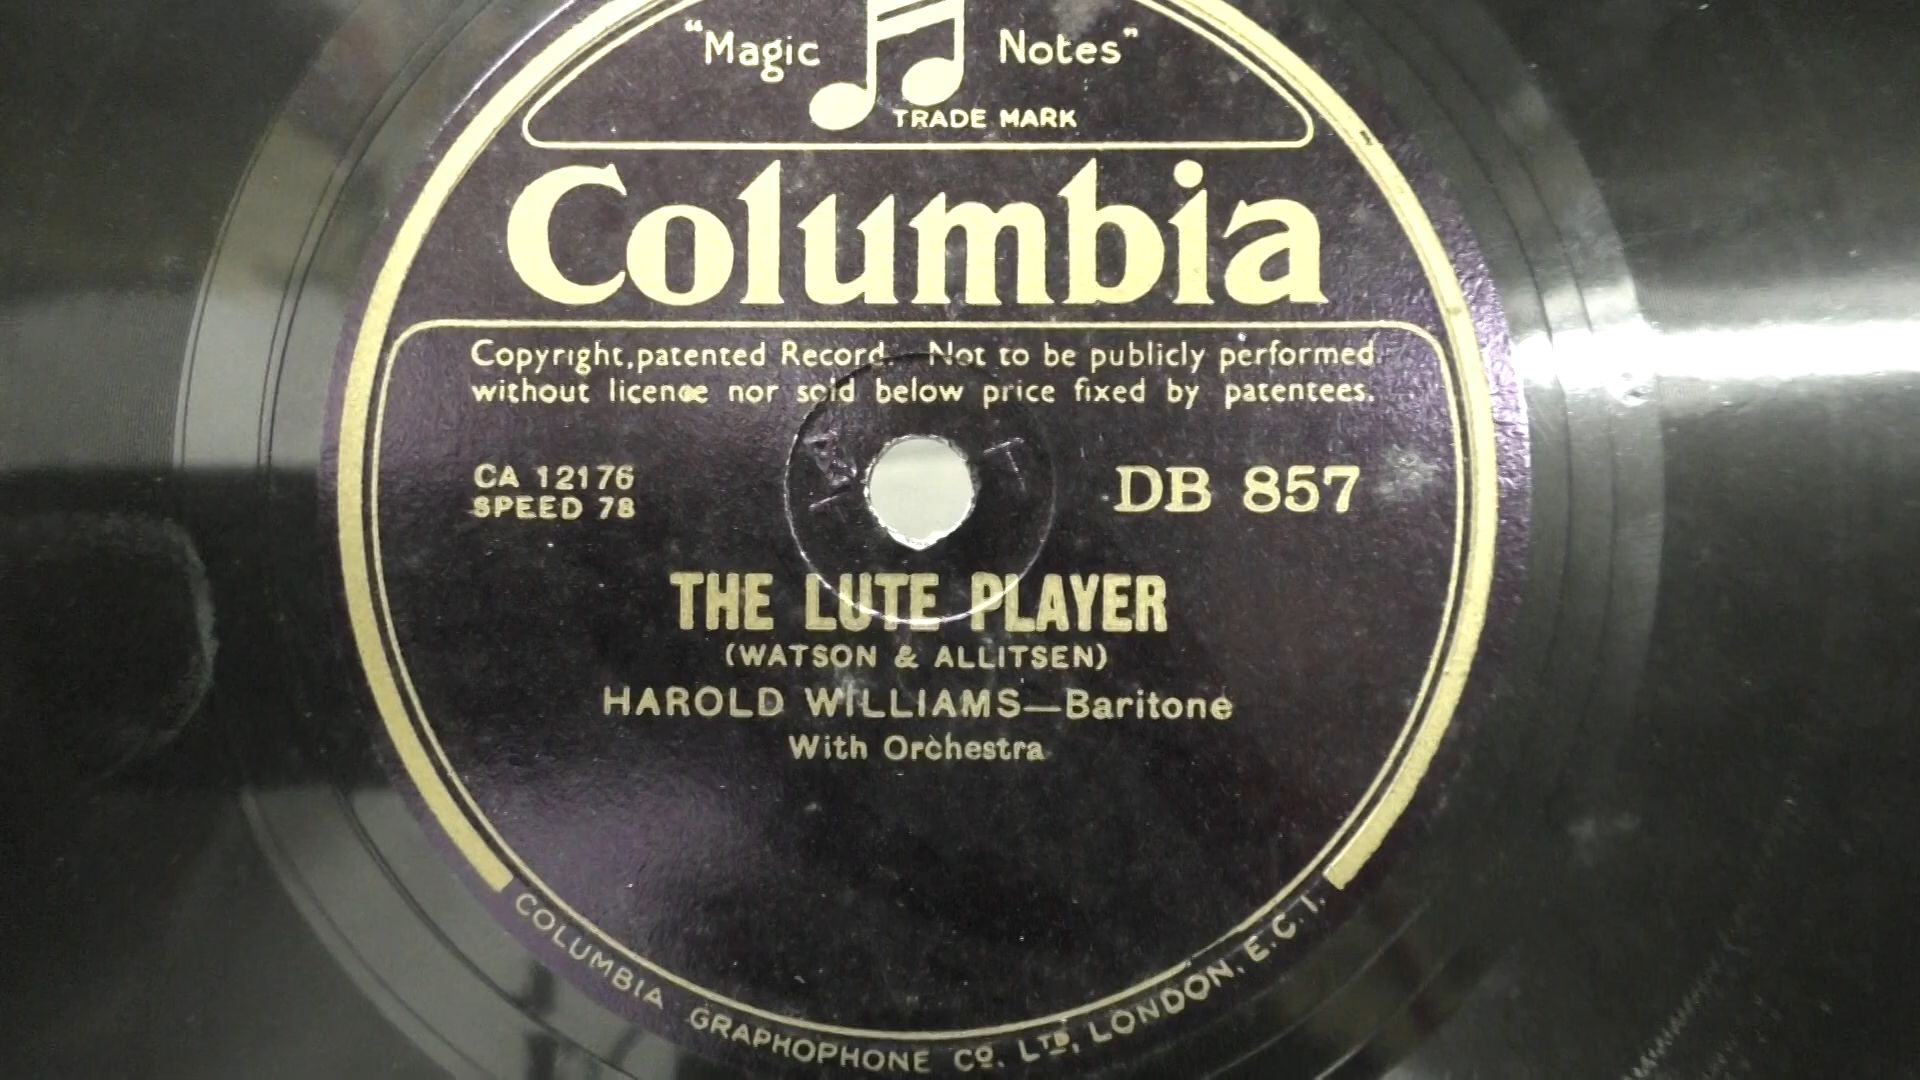 "Magic Notes"
TRADE MARK
Columbia
Copyright, patented Record. Not to be publicly performed
without licence nor sold below price fixed by patentees.
CA 12176
SPEED 78
DB 857
THE LUTE PLAYER
(WATSON & ALLITSEN)
HAROLD WILLIAMS—Baritone
With Orchestra
COLUMBIA GRAPHOPHONE CO. LTD, LONDON, E.C.1.